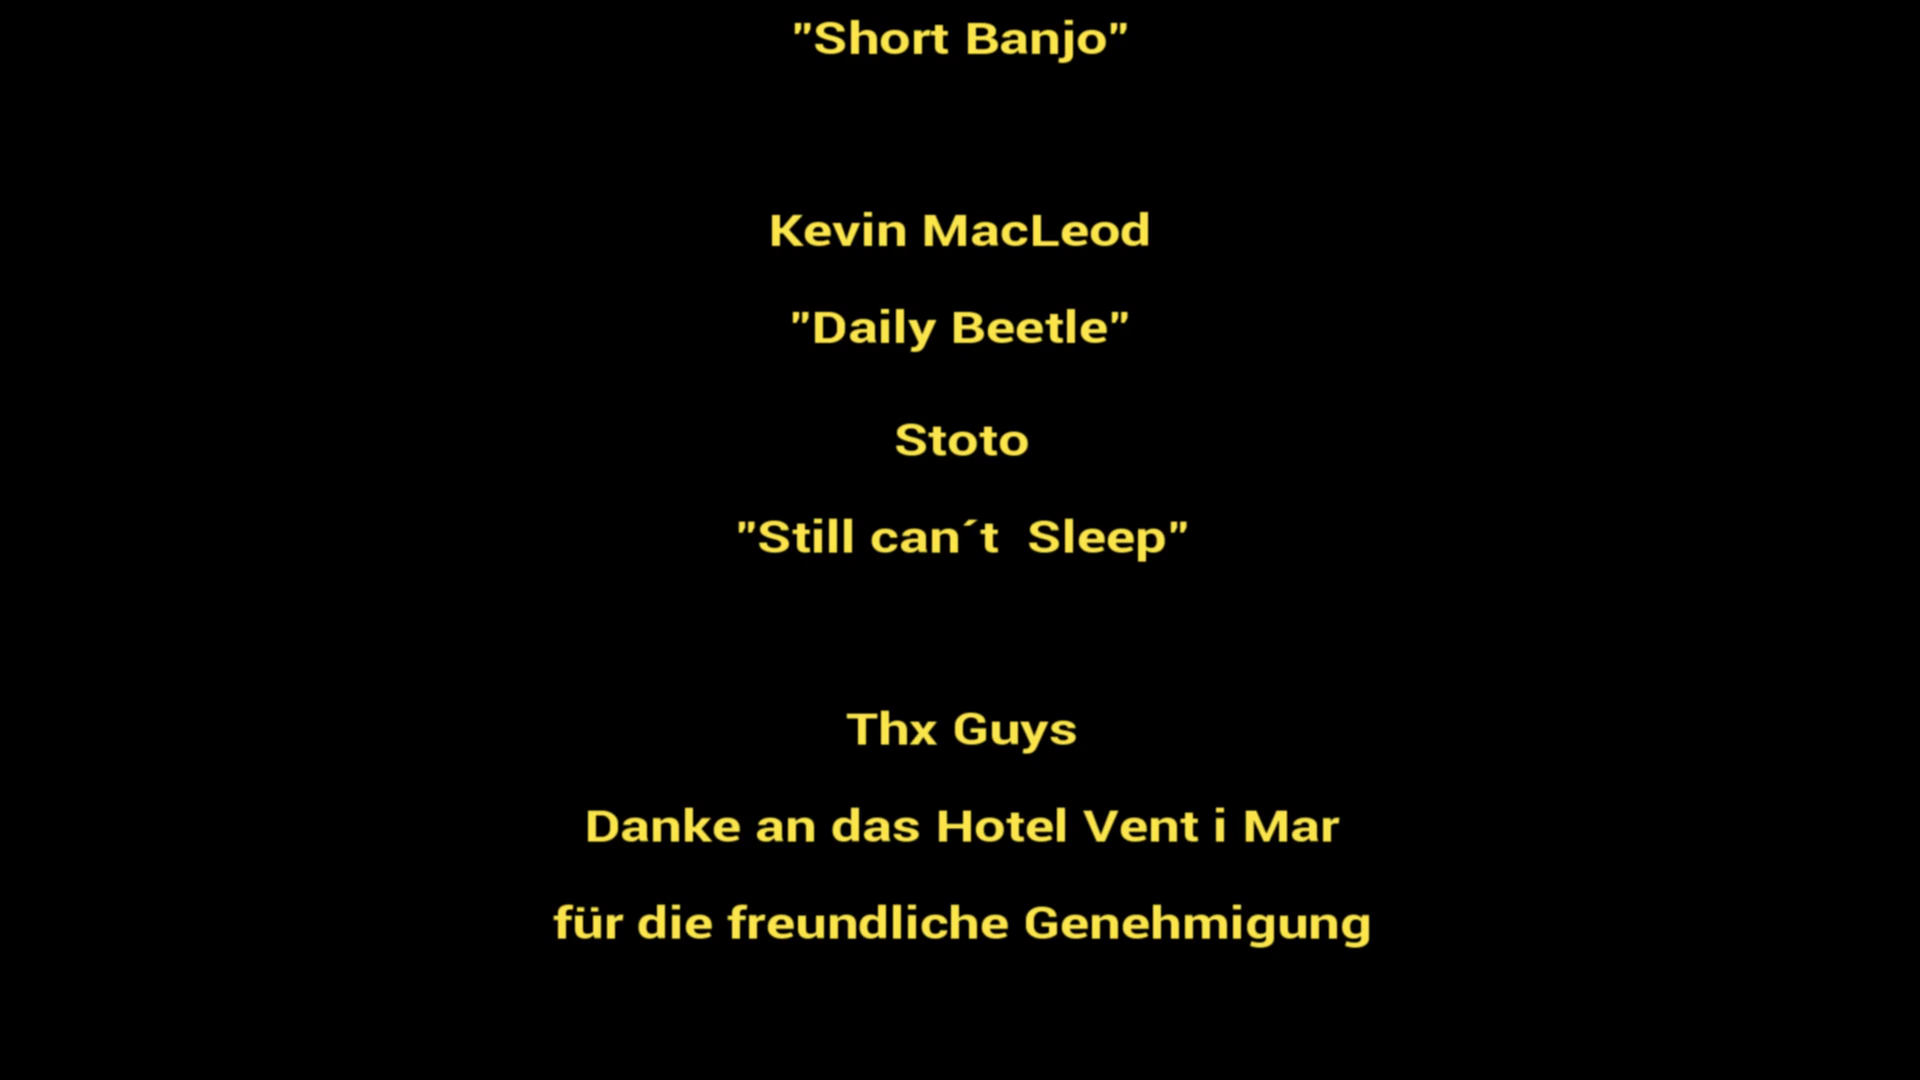 "Short Banjo"
Kevin MacLeod
"Daily Beetle"
Stoto
"Still can´t  Sleep"
Thx Guys
Danke an das Hotel Vent i Mar
für die freundliche Genehmigung